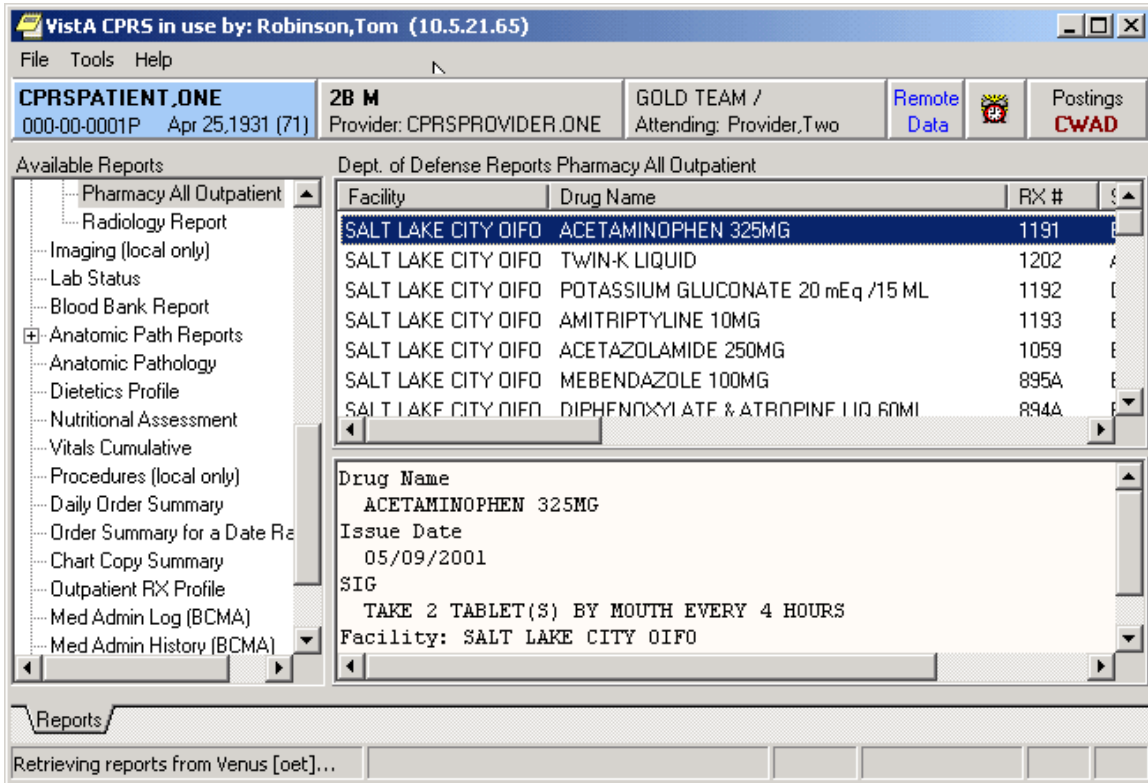 VistA CPRS in use by: Robinson,Tom (10.5.21.65)
File Tools Help
CPRSPATIENT,ONE
000-00-0001P Apr 25,1931 (71)
2B M
Provider: CPRSPROVIDER.ONE
GOLD TEAM /
Attending: Provider,Two
Remote
Data
Postings
CWAD
Available Reports
Pharmacy All Outpatient
Radiology Report
Imaging (local only)
Lab Status
Blood Bank Report
Anatomic Path Reports
Anatomic Pathology
Dietetics Profile
Nutritional Assessment
Vitals Cumulative
Procedures (local only)
Daily Order Summary
Order Summary for a Date Ra
Chart Copy Summary
Outpatient RX Profile
Med Admin Log (BCMA)
Med Admin History (BCMA)
Dept. of Defense Reports Pharmacy All Outpatient
Facility Drug Name RX #
SALT LAKE CITY OIFO ACETAMINOPHEN 325MG 1191
SALT LAKE CITY OIFO TWIN-K LIQUID 1202
SALT LAKE CITY OIFO POTASSIUM GLUCONATE 20 mEq /15 ML 1192
SALT LAKE CITY OIFO AMITRIPTYLINE 10MG 1193
SALT LAKE CITY OIFO ACETAZOLAMIDE 250MG 1059
SALT LAKE CITY OIFO MEBENDAZOLE 100MG 895A
SALT LAKE CITY OIFO DIPHENOXYLATE & ATROPINE LIQ 60ML 894A
Drug Name
ACETAMINOPHEN 325MG
Issue Date
05/09/2001
SIG
TAKE 2 TABLET(S) BY MOUTH EVERY 4 HOURS
Facility: SALT LAKE CITY OIFO
Reports
Retrieving reports from Venus [oet]...